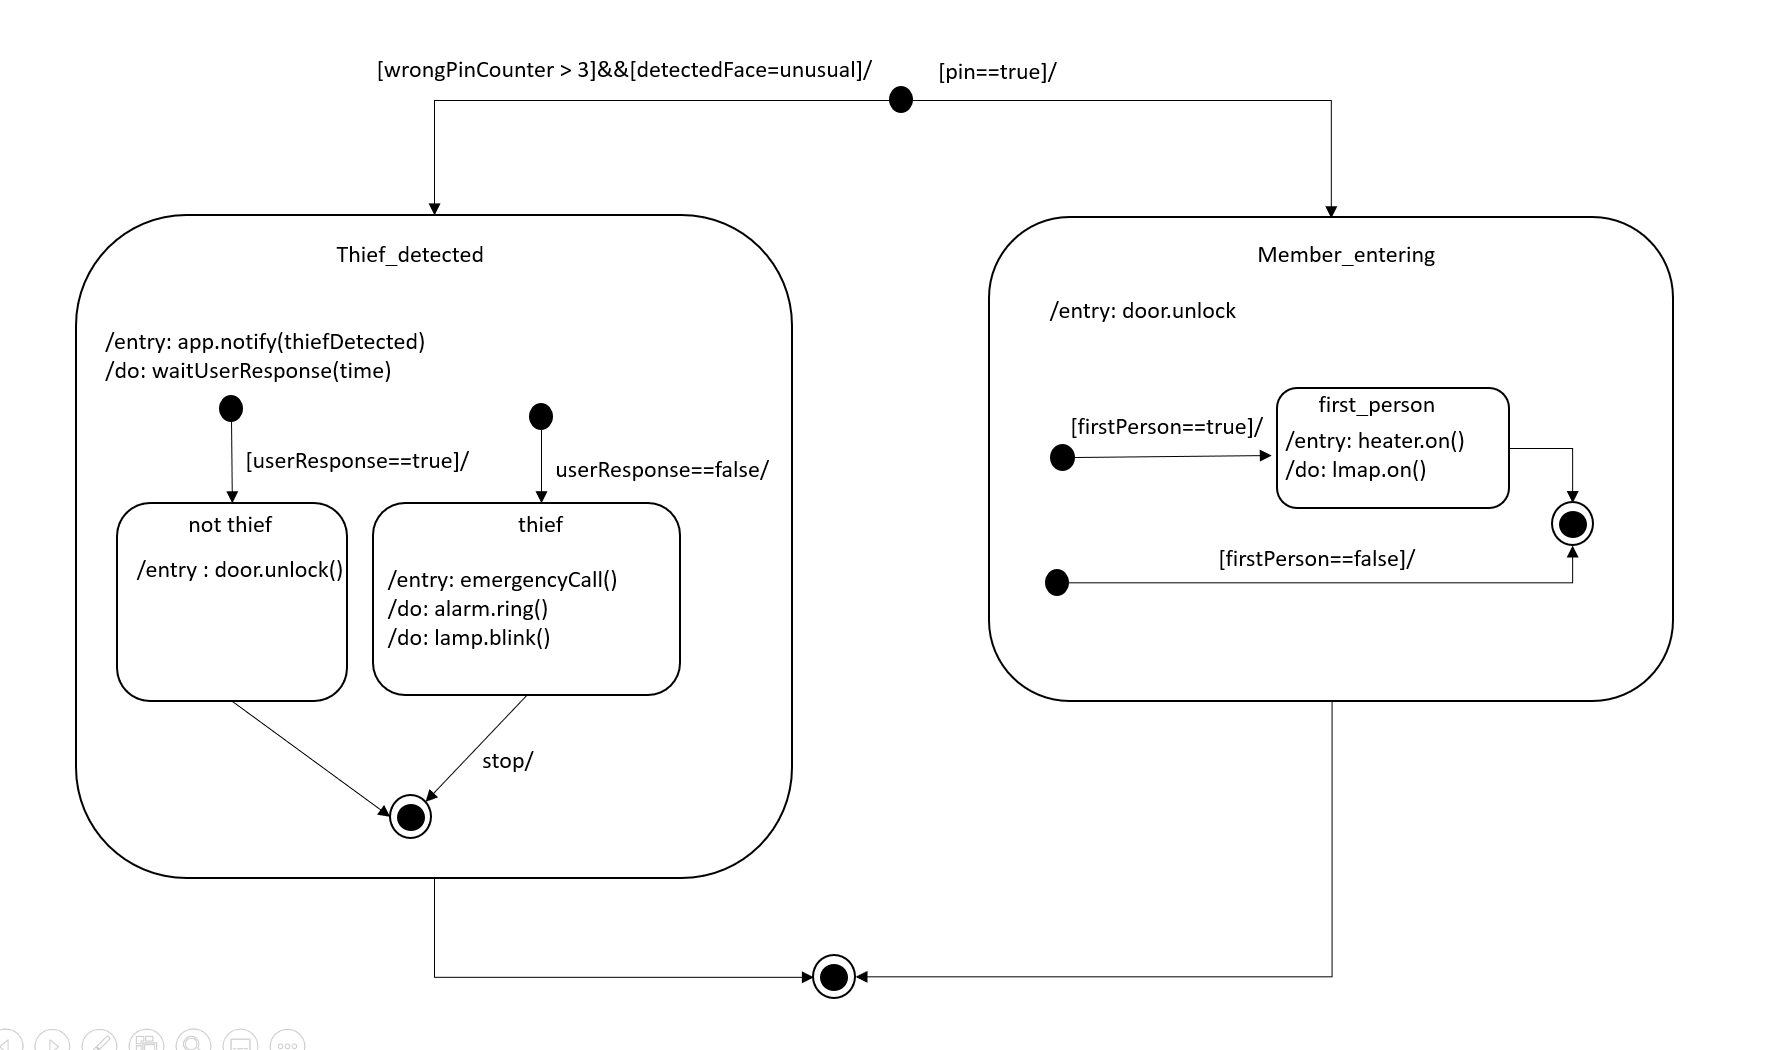 [wrongPinCounter > 3]&&[detectedFace=unusual]/
[pin==true]/
Thief_detected
/entry: app.notify(thiefDetected)
/do: waitUserResponse(time)
[userResponse==true]/
userResponse==false/
not thief
/entry : door.unlock()
thief
/entry: emergencyCall()
/do: alarm.ring()
/do: lamp.blink()
stop/
Member_entering
/entry: door.unlock
[firstPerson==true]/
first_person
/entry: heater.on()
/do: lmap.on()
[firstPerson==false]/